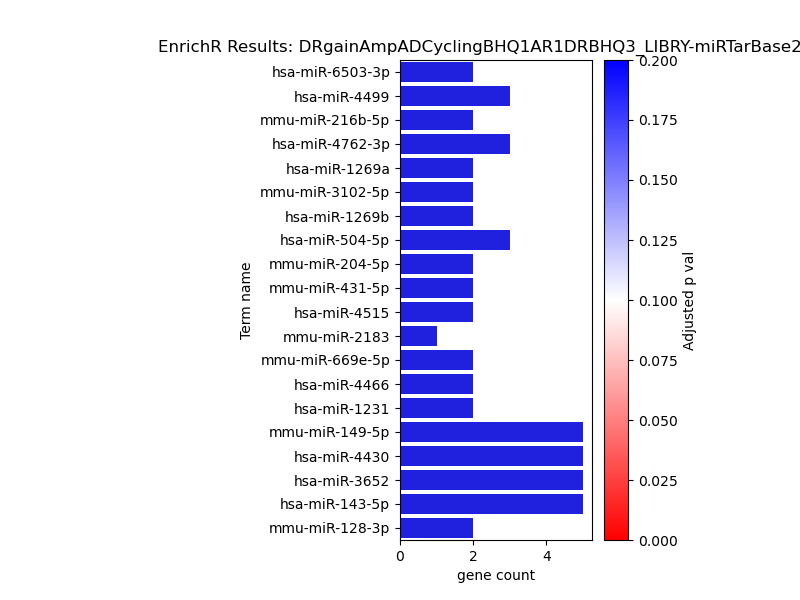 EnrichR Results: DRgainAmpADCyclingBHQ1AR1DRBHQ3_LIBRY-miRTarBase2
hsa-miR-6503-3p
hsa-miR-4499
mmu-miR-216b-5p
hsa-miR-4762-3p
hsa-miR-1269a
mmu-miR-3102-5p
hsa-miR-1269b
hsa-miR-504-5p
mmu-miR-204-5p
mmu-miR-431-5p
hsa-miR-4515
mmu-miR-2183
mmu-miR-669e-5p
hsa-miR-4466
hsa-miR-1231
mmu-miR-149-5p
hsa-miR-4430
hsa-miR-3652
hsa-miR-143-5p
mmu-miR-128-3p
Term name
0 2 4
gene count
0.200
0.175
0.150
0.125
0.100
0.075
0.050
0.025
0.000
Adjusted p val